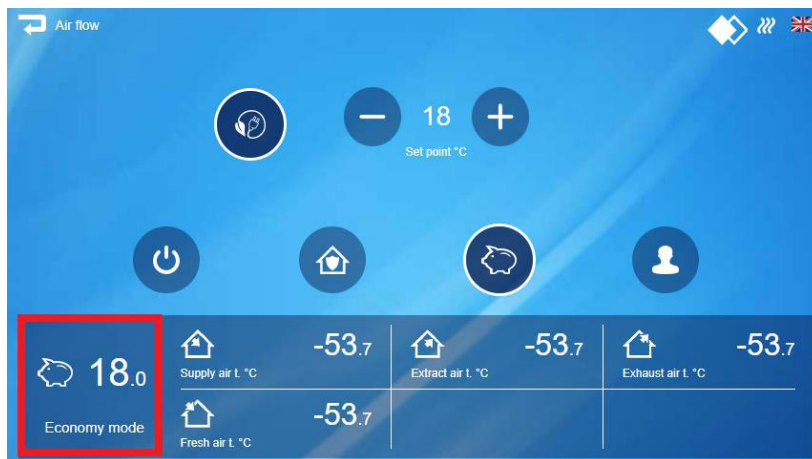 Air flow
18
Set point °C
18.0
Economy mode
-53.7
Supply air t. °C
-53.7
Extract air t. °C
-53.7
Exhaust air t. °C
-53.7
Fresh air t. °C